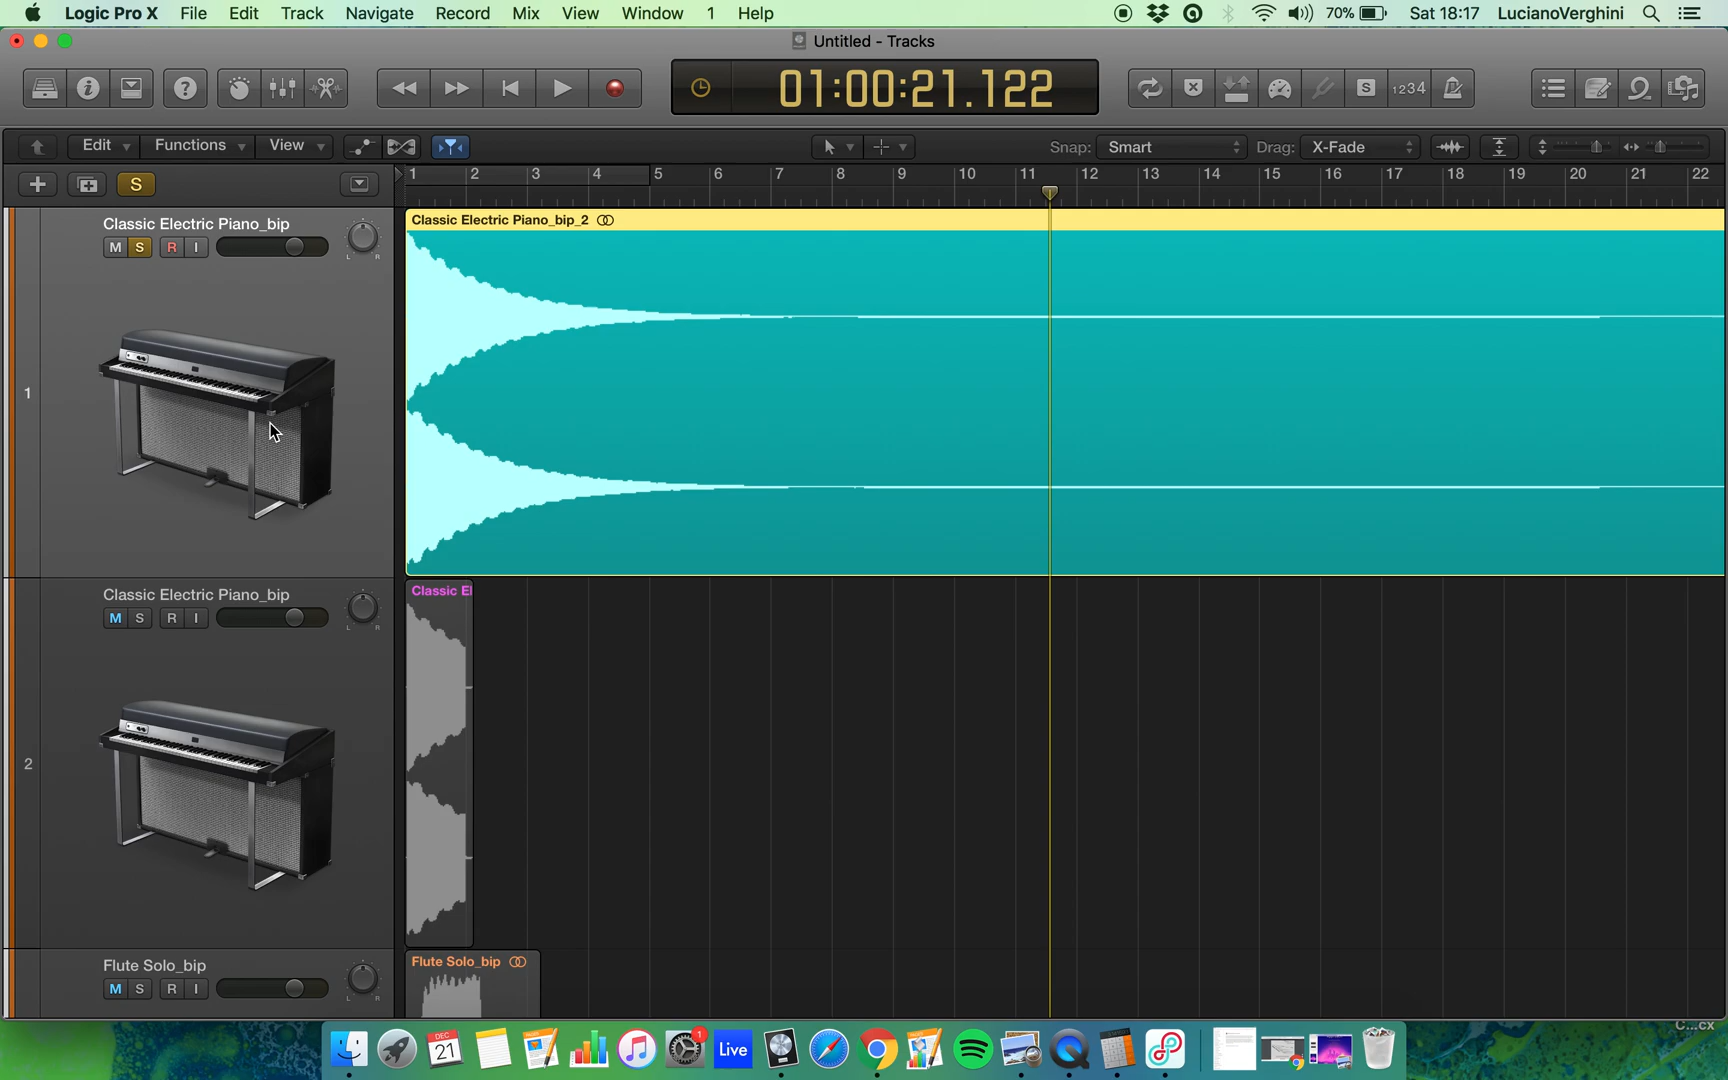 Logic Pro X File Edit Track Navigate Record Mix View Window 1 Help 70% Sat 18:17 LucianoVerghini
Untitled - Tracks
01:00:21.122
S 1234
Edit Functions View Snap: Smart Drag: X-Fade
S
1 2 3 4 5 6 7 8 9 10 11 12 13 14 15 16 17 18 19 20 21 22
Classic Electric Piano_bip
M S R I
L R
1
Classic Electric Piano_bip_2
Classic Electric Piano_bip
M S R I
L R
2
Classic El
Flute Solo_bip
M S R I
L R
Flute Solo_bip
C...cx
DEC
21
1
Live